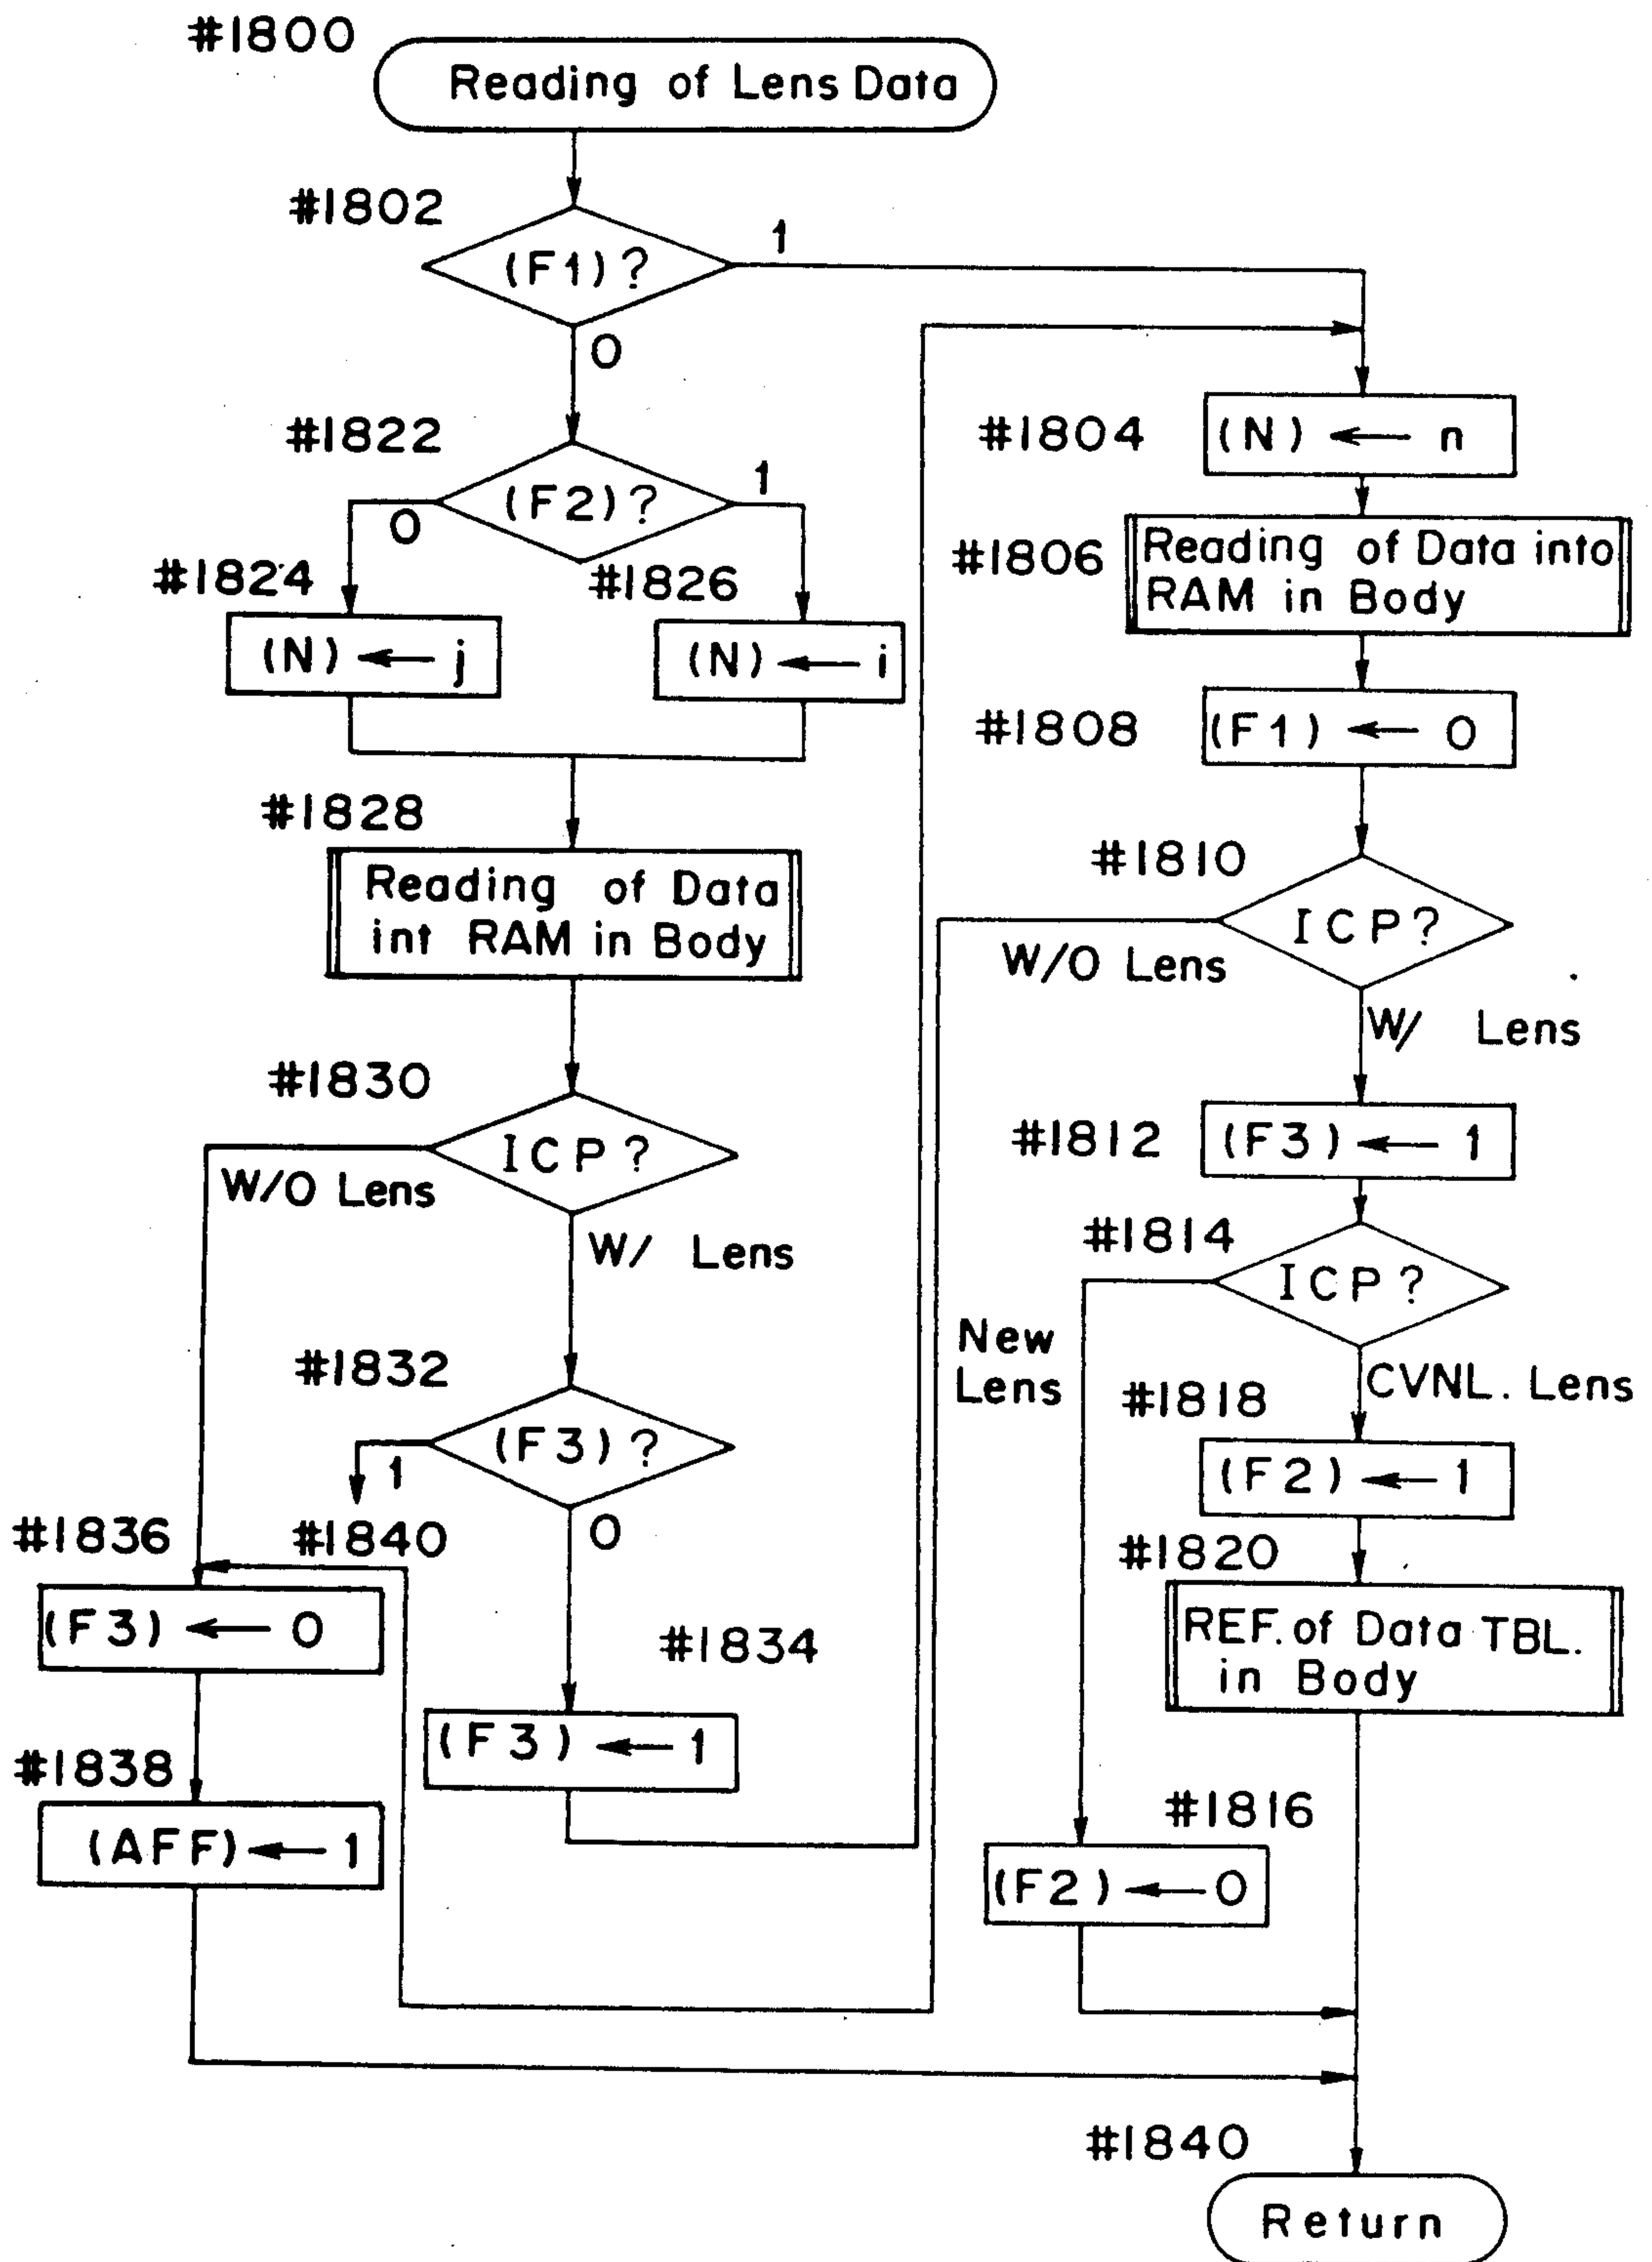 #1800
Reading of Lens Data
#1802
(F1)?
1
0
#1822
(F2)?
0
1
#1824
(N) ← j
#1826
(N) ← i
#1828
Reading of Data
int RAM in Body
#1830
ICP?
W/O Lens
W/ Lens
#1832
(F3)?
1
#1840
0
#1836
(F3) ← 0
#1834
(F3) ← 1
#1838
(AFF) ← 1
#1804
(N) ← n
#1806
Reading of Data into
RAM in Body
#1808
(F1) ← 0
#1810
ICP?
W/O Lens
W/ Lens
#1812
(F3) ← 1
#1814
ICP?
New
Lens
CVNL. Lens
#1818
(F2) ← 1
#1820
REF. of Data TBL.
in Body
#1816
(F2) ← 0
#1840
Return